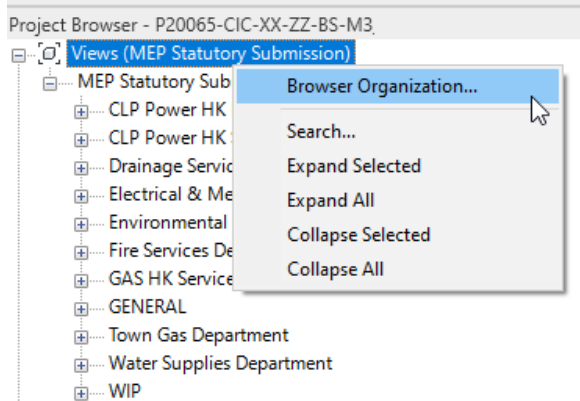 Project Browser - P20065-CIC-XX-ZZ-BS-M3
Views (MEP Statutory Submission)
MEP Statutory Sub
Browser Organization...
CLP Power HK
CLP Power HK
Search...
Drainage Servic
Expand Selected
Electrical & Me
Expand All
Environmental
Collapse Selected
Fire Services De
Collapse All
GAS HK Service
GENERAL
Town Gas Department
Water Supplies Department
WIP